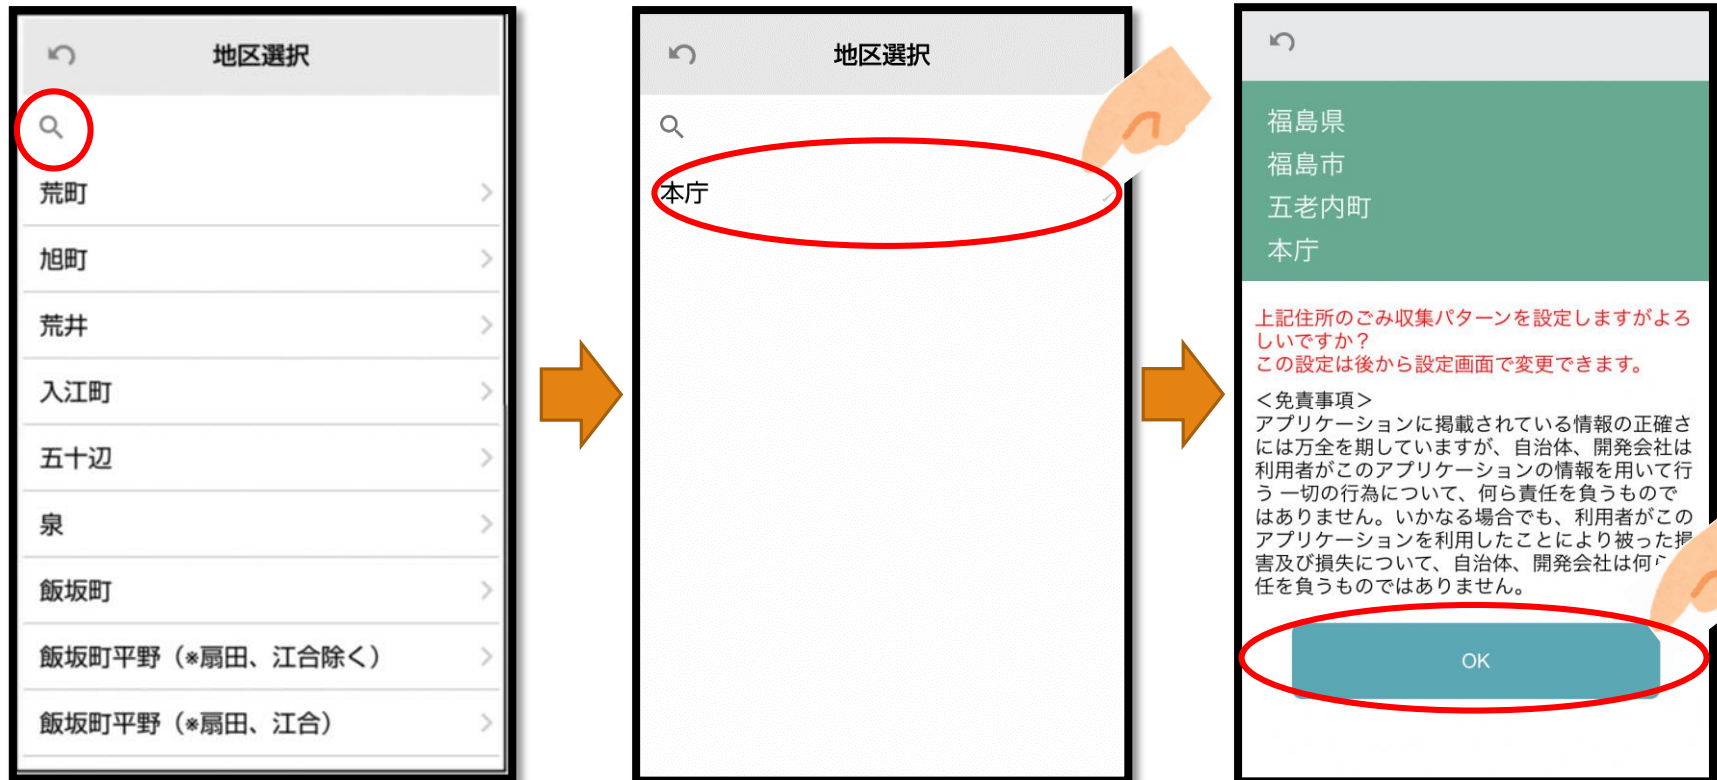 地区選択
荒町
旭町
荒井
入江町
五十辺
泉
飯坂町
飯坂町平野（※扇田、江合除く）
飯坂町平野（※扇田、江合）
地区選択
本庁
福島県
福島市
五老内町
本庁
上記住所のごみ収集パターンを設定しますがよろ
しいですか？
この設定は後から設定画面で変更できます。
＜免責事項＞
アプリケーションに掲載されている情報の正確さ
には万全を期していますが、自治体、開発会社は
利用者がこのアプリケーションの情報を用いて行
う 一切の行為について、何ら責任を負うもので
はありません。いかなる場合でも、利用者がこの
アプリケーションを利用したことにより被った損
害及び損失について、自治体、開発会社は何ら
任を負うものではありません。
OK